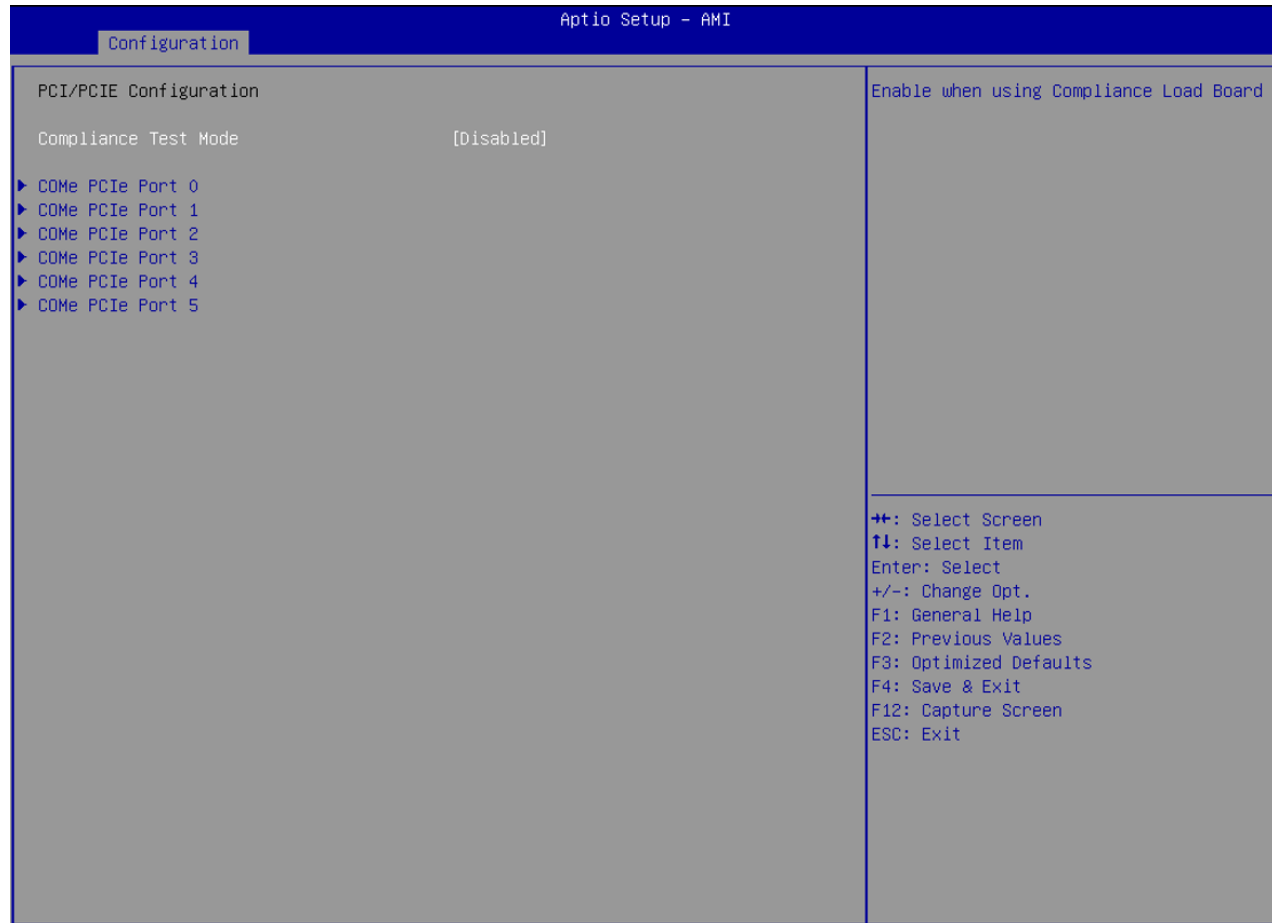 Aptio Setup – AMI
Configuration
PCI/PCIE Configuration
Compliance Test Mode [Disabled]
COMe PCIe Port 0
COMe PCIe Port 1
COMe PCIe Port 2
COMe PCIe Port 3
COMe PCIe Port 4
COMe PCIe Port 5
Enable when using Compliance Load Board
→←: Select Screen
↑↓: Select Item
Enter: Select
+/-: Change Opt.
F1: General Help
F2: Previous Values
F3: Optimized Defaults
F4: Save & Exit
F12: Capture Screen
ESC: Exit